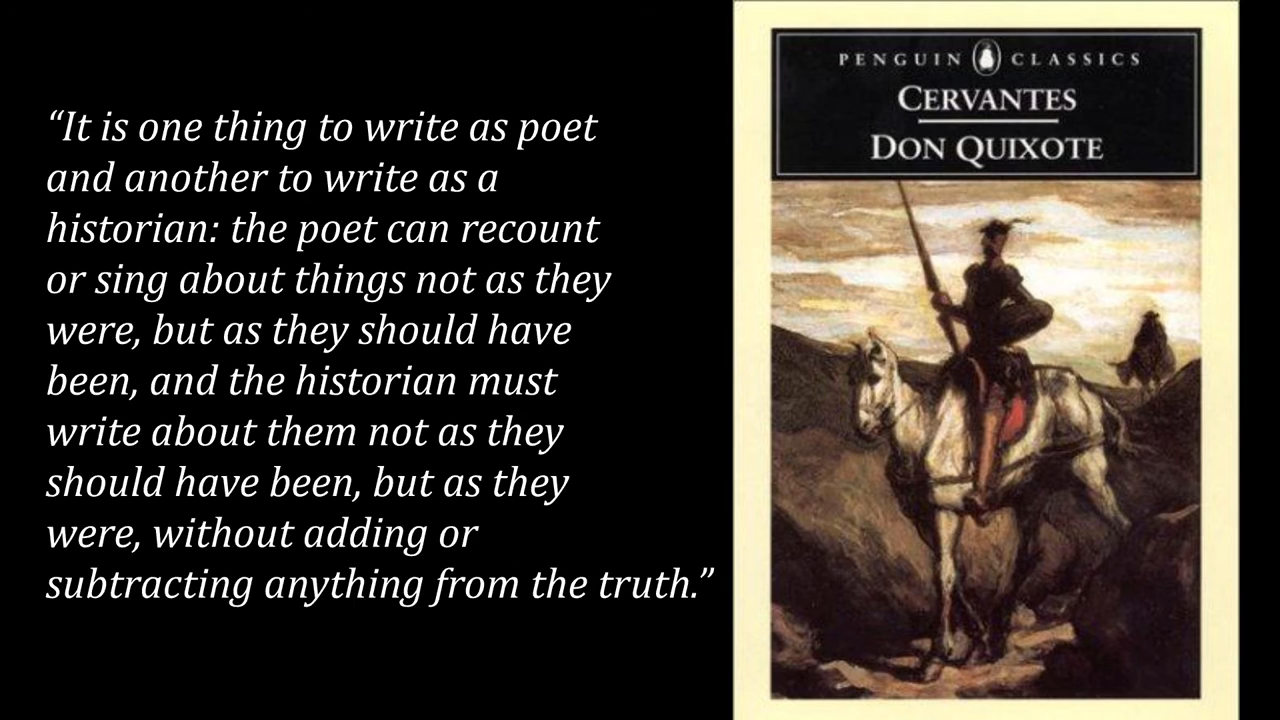 “It is one thing to write as poet
and another to write as a
historian: the poet can recount
or sing about things not as they
were, but as they should have
been, and the historian must
write about them not as they
should have been, but as they
were, without adding or
subtracting anything from the truth.”
PENGUIN CLASSICS
CERVANTES
DON QUIXOTE